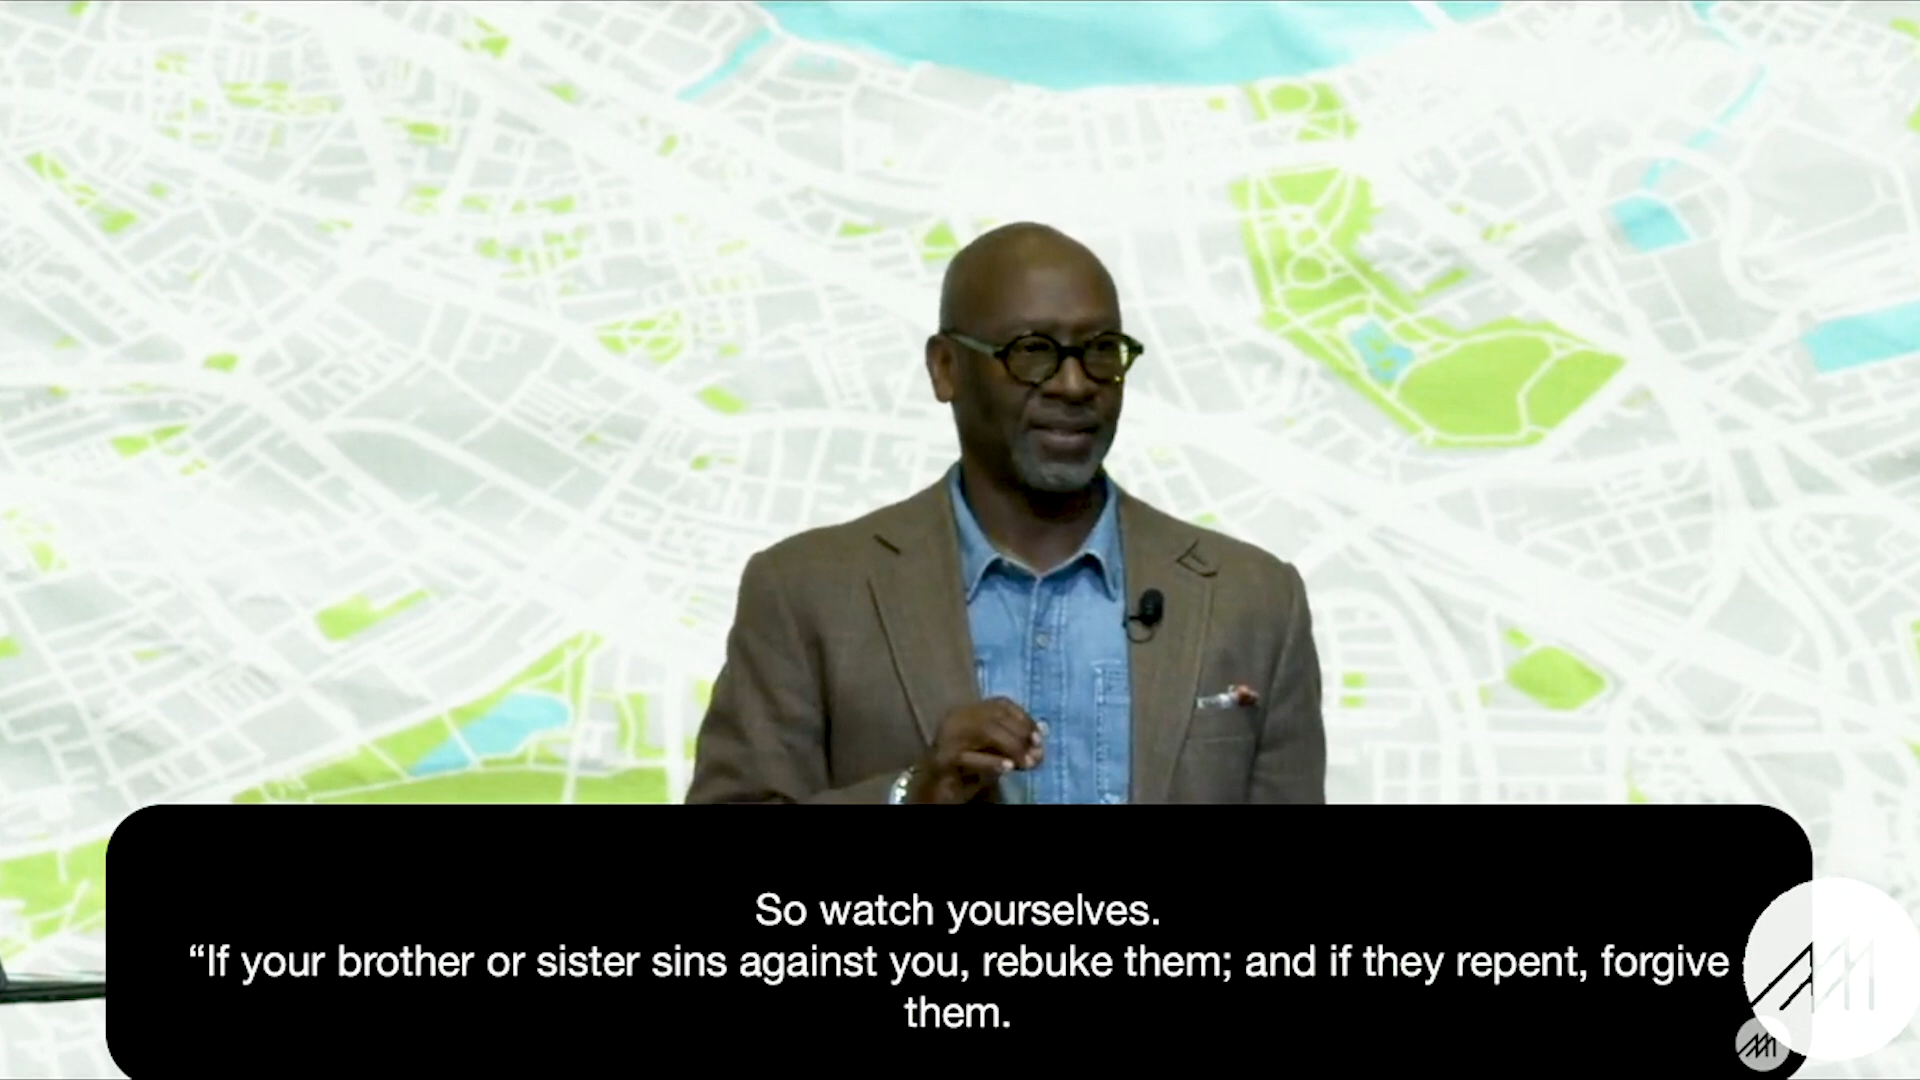 So watch yourselves.
“If your brother or sister sins against you, rebuke them; and if they repent, forgive
them.